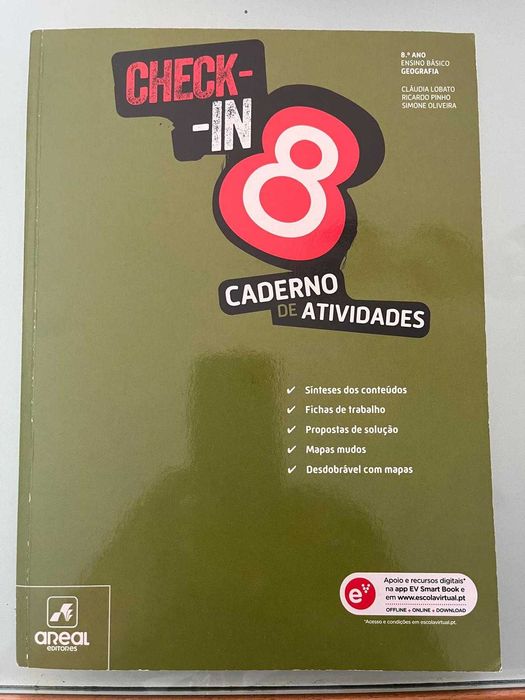 CHECK-
-IN
8
8.º ANO
ENSINO BÁSICO
GEOGRAFIA
CLÁUDIA LOBATO
RICARDO PINHO
SIMONE OLIVEIRA
CADERNO
DE ATIVIDADES
✓ Sínteses dos conteúdos
✓ Fichas de trabalho
✓ Propostas de solução
✓ Mapas mudos
✓ Desdobrável com mapas
e
Apoio e recursos digitais*
na app EV Smart Book e
em www.escolavirtual.pt
OFFLINE + ONLINE + DOWNLOAD
*Acesso e condições em escolavirtual.pt.
areal
EDITORES